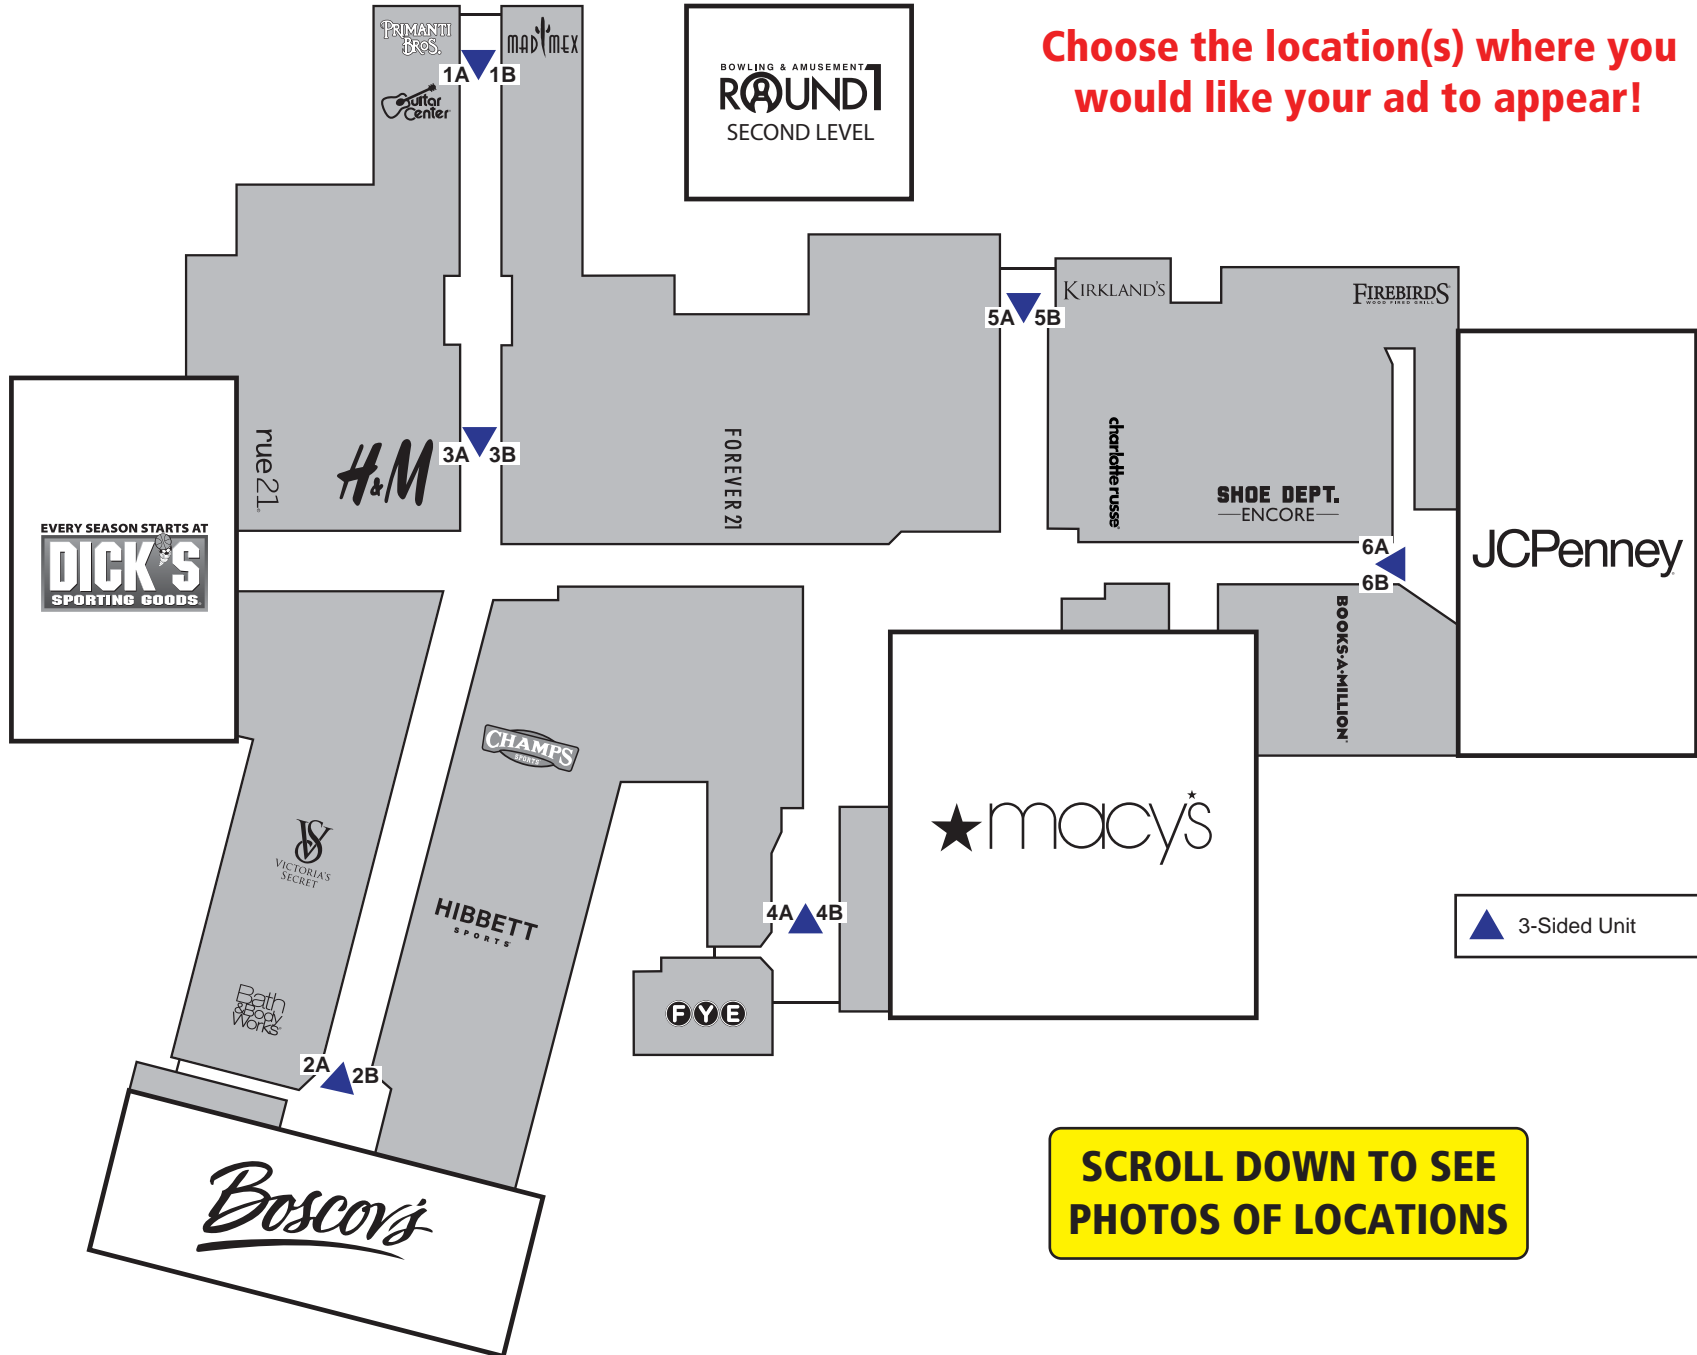 Choose the location(s) where you
would like your ad to appear!
PRIMANTI
BROS.
MAD MEX
1A
1B
Guitar
Center
BOWLING & AMUSEMENT
ROUND1
SECOND LEVEL
KIRKLAND'S
FIREBIRDS
WOOD FIRED GRILL
5A
5B
rue21
H&M
3A
3B
FOREVER 21
charlotte russe
SHOE DEPT.
ENCORE
6A
6B
JCPenney
EVERY SEASON STARTS AT
DICK'S
SPORTING GOODS
BOOKS·A·MILLION
CHAMPS
SPORTS
macy's
VS
VICTORIA'S
SECRET
HIBBETT
SPORTS
4A
4B
3-Sided Unit
Bath
&Body
Works
FYE
2A
2B
Boscov's
SCROLL DOWN TO SEE
PHOTOS OF LOCATIONS